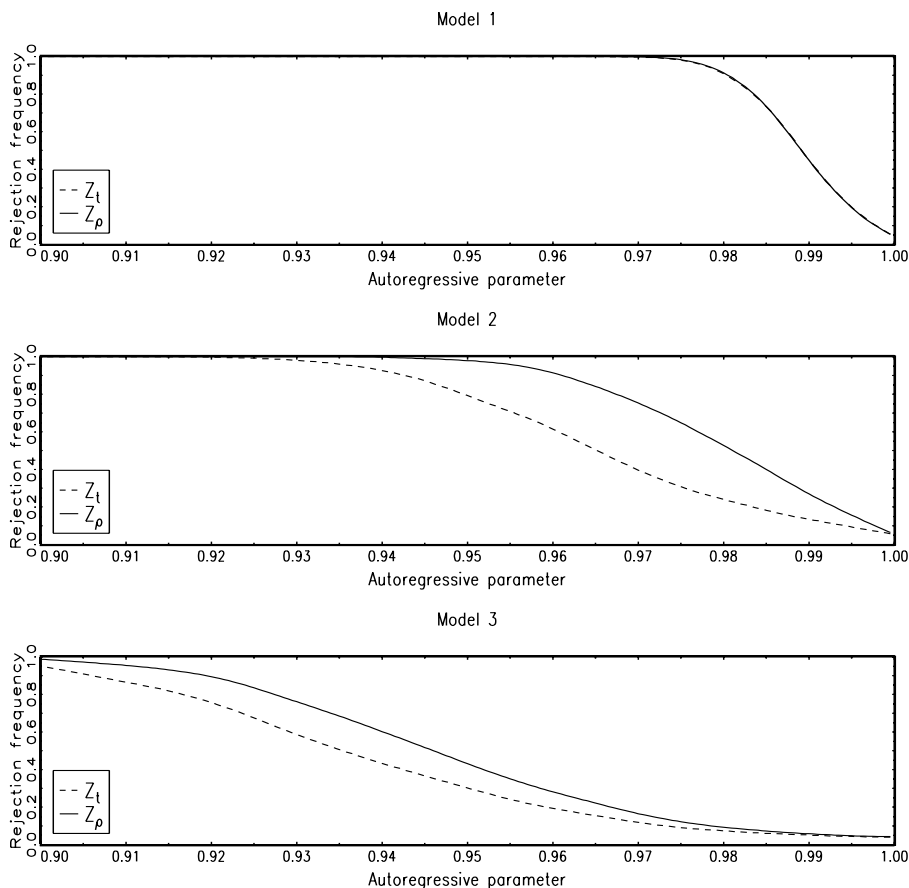 Model 1
Rejection frequency
0.0 0.2 0.4 0.6 0.8 1.0
Z_t
Z_ρ
0.90 0.91 0.92 0.93 0.94 0.95 0.96 0.97 0.98 0.99 1.00
Autoregressive parameter
Model 2
Rejection frequency
0.0 0.2 0.4 0.6 0.8 1.0
Z_t
Z_ρ
0.90 0.91 0.92 0.93 0.94 0.95 0.96 0.97 0.98 0.99 1.00
Autoregressive parameter
Model 3
Rejection frequency
0.0 0.2 0.4 0.6 0.8 1.0
Z_t
Z_ρ
0.90 0.91 0.92 0.93 0.94 0.95 0.96 0.97 0.98 0.99 1.00
Autoregressive parameter